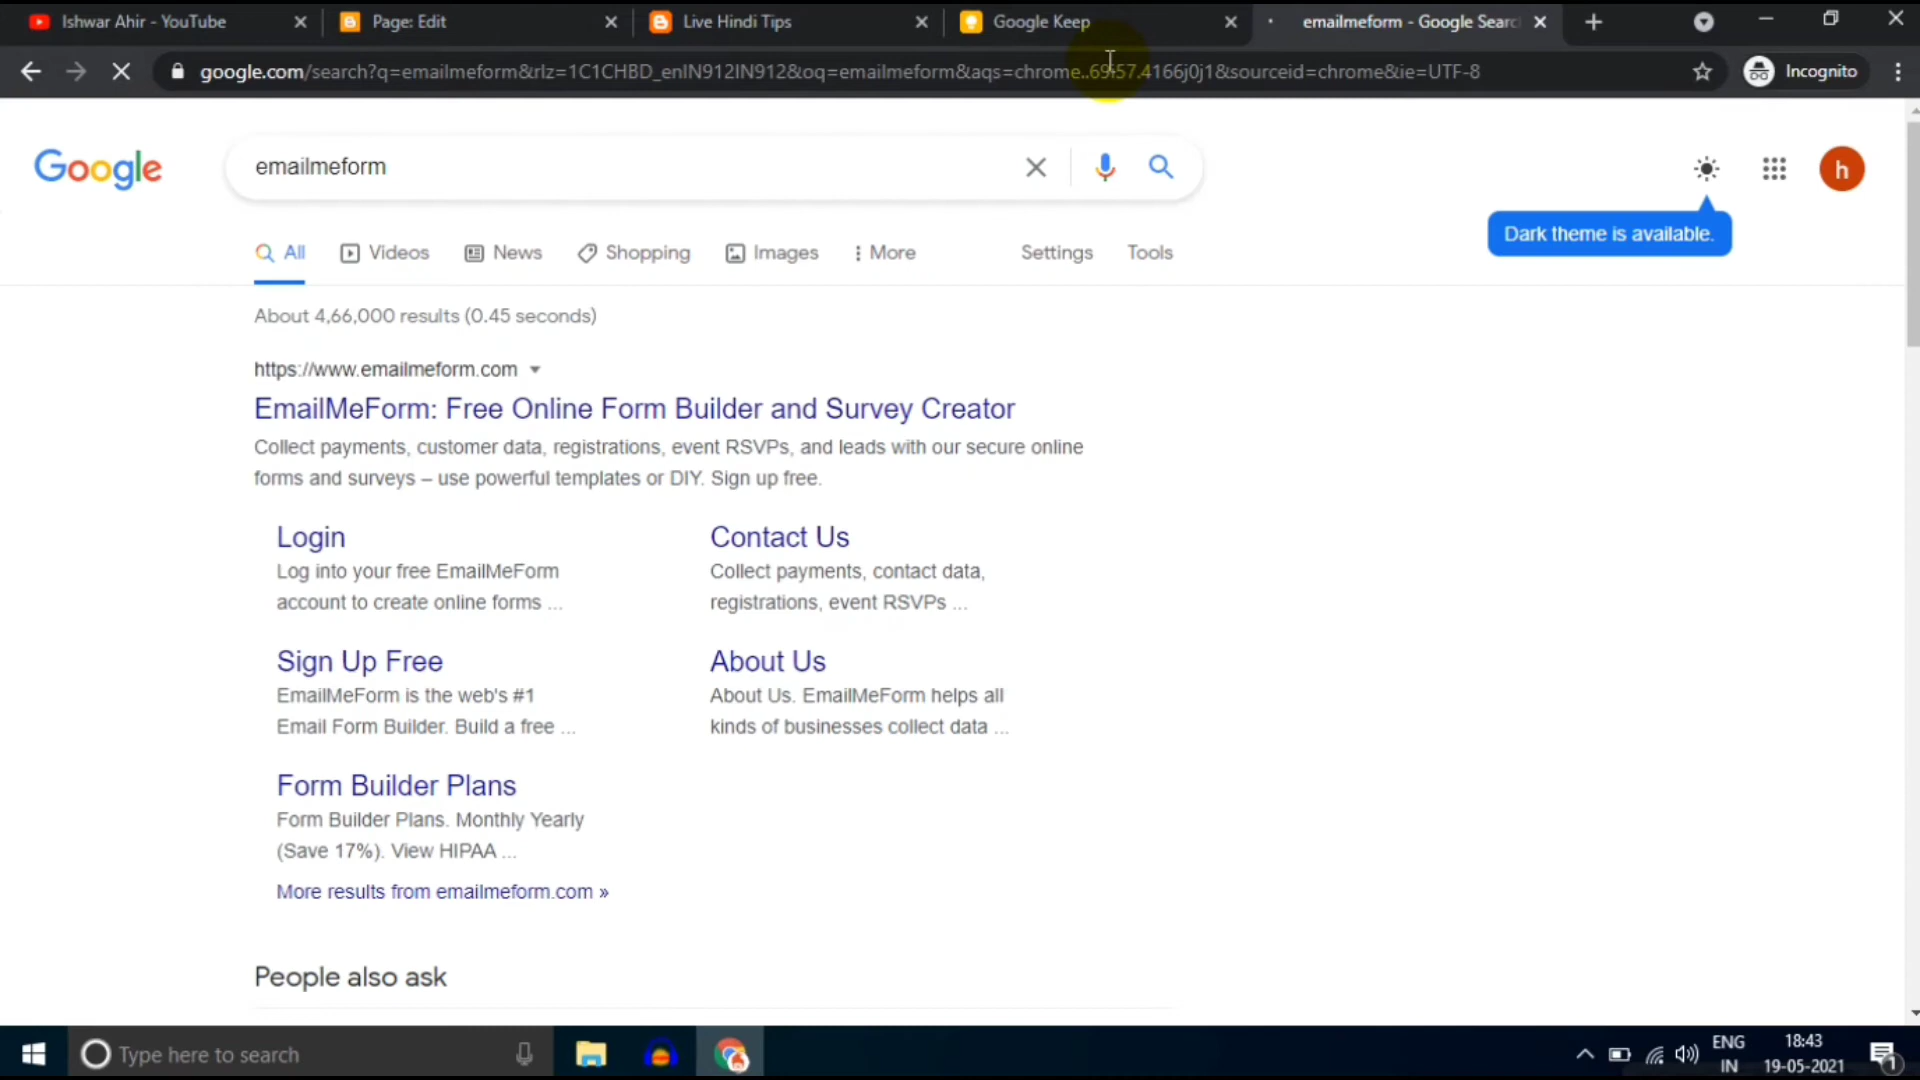 Ishwar Ahir - YouTube
Page: Edit
Live Hindi Tips
Google Keep
emailmeform - Google Searc
google.com/search?q=emailmeform&rlz=1C1CHBD_enIN912IN912&oq=emailmeform&aqs=chrome..69i57.4166j0j1&sourceid=chrome&ie=UTF-8
Incognito
Google
emailmeform
h
Dark theme is available.
All
Videos
News
Shopping
Images
More
Settings
Tools
About 4,66,000 results (0.45 seconds)
https://www.emailmeform.com
EmailMeForm: Free Online Form Builder and Survey Creator
Collect payments, customer data, registrations, event RSVPs, and leads with our secure online
forms and surveys – use powerful templates or DIY. Sign up free.
Login
Log into your free EmailMeForm
account to create online forms ...
Contact Us
Collect payments, contact data,
registrations, event RSVPs ...
Sign Up Free
EmailMeForm is the web's #1
Email Form Builder. Build a free ...
About Us
About Us. EmailMeForm helps all
kinds of businesses collect data ...
Form Builder Plans
Form Builder Plans. Monthly Yearly
(Save 17%). View HIPAA ...
More results from emailmeform.com »
People also ask
Type here to search
ENG
IN
18:43
19-05-2021
1